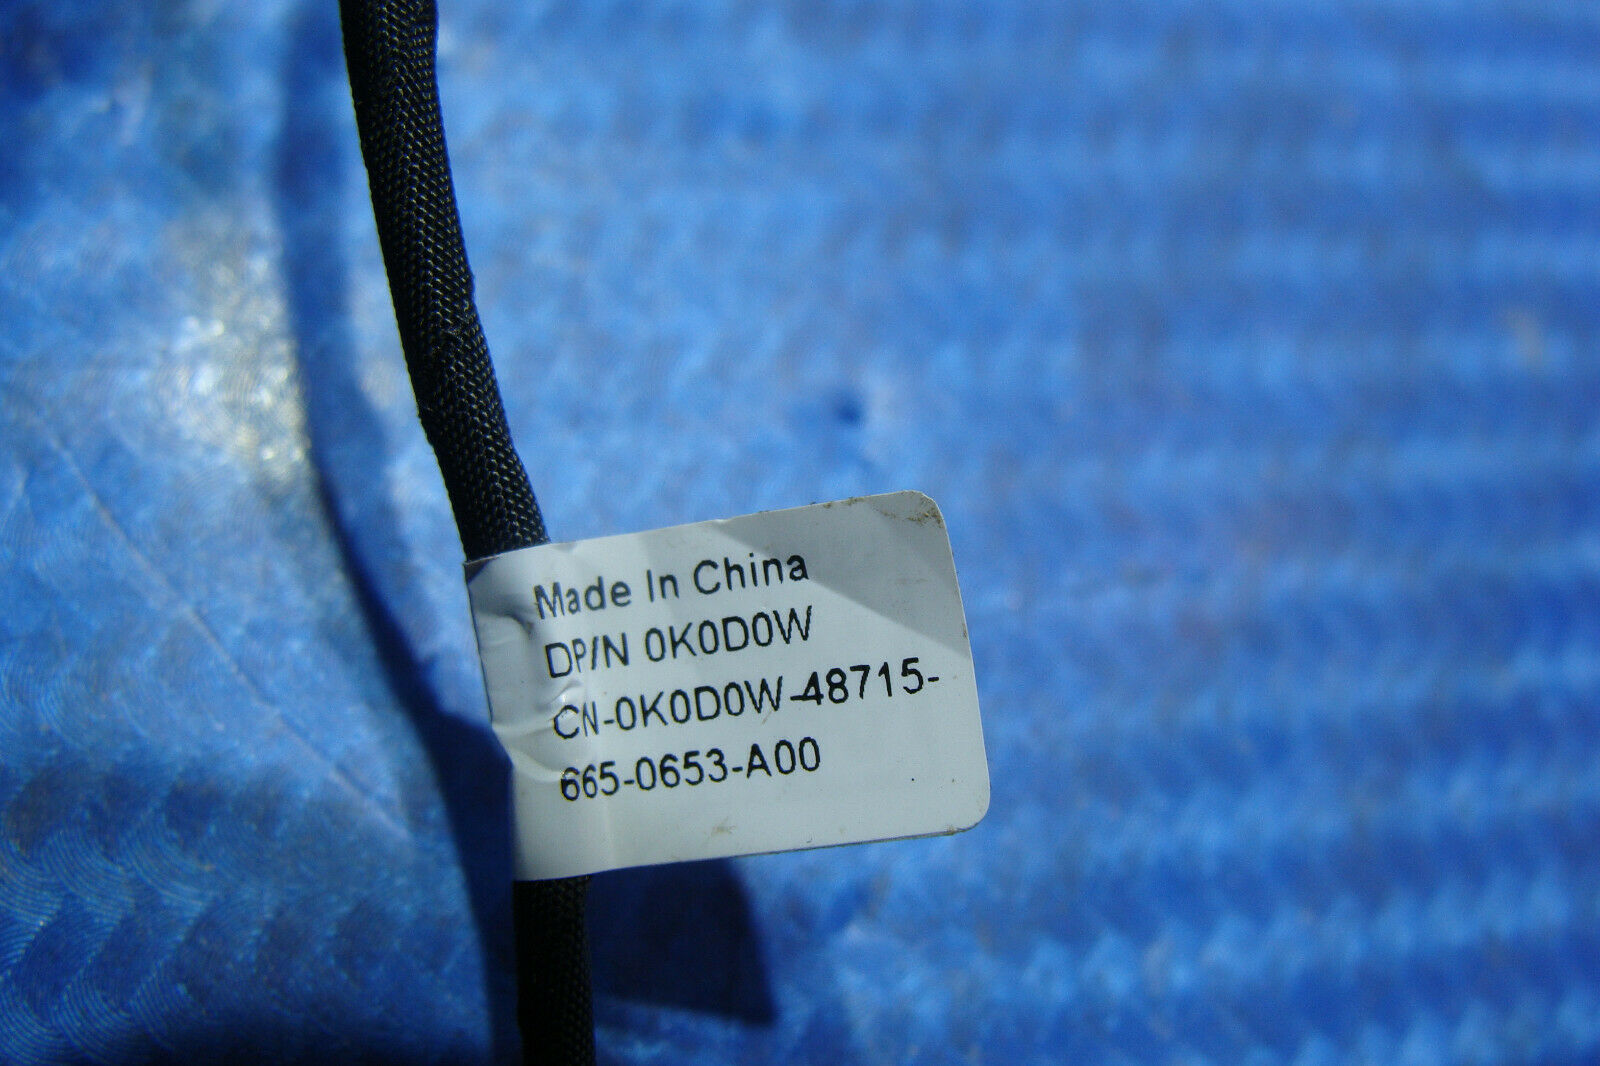 Made In China
DP/N 0K0D0W
CN-0K0D0W-48715-
665-0653-A00